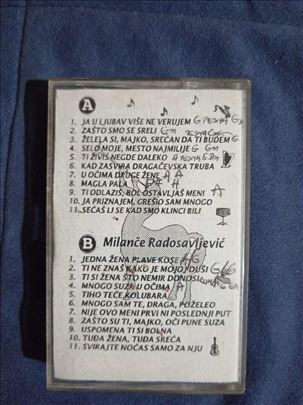 A
1. JA U LJUBAV VIŠE NE VERUJEM G PESMA G
2. ZAŠTO SMO SE SRELI Gm
3. ŽELELA SI, MAJKO, SREĆAN DA TI BUDEM G
4. SELO MOJE, MESTO NAJMILIJE G Gm
5. TI ŽIVIŠ NEGDE DALEKO A PESMA
6. KAD ZASVIRA DRAGAČEVSKA TRUBA
7. U OČIMA DRUGE ŽENE A A
8. MAGLA PALA H
9. TI ODLAZIŠ, BOL OSTAVLJAŠ MENI A
10. JA PRIZNAJEM, GREŠIO SAM MNOGO
11. SEĆAŠ LI SE KAD SMO KLINCI BILI
B Milanče Radosavljević
1. JEDNA ŽENA PLAVE KOSE G
2. TI NE ZNAŠ KAKO JE MOJOJ DUŠI G
3. TI SI ŽENA ŠTO NEMIR DONOSI
4. MNOGO SUZA U OČIMA A
5. TIHO TEČE KOLUBARA
6. MNOGO SAM TE, DRAGA, POŽELEO
7. NIJE OVO MENI PRVI NI POSLEDNJI PUT
8. ZAŠTO SU TI, MAJKO, OČI PUNE SUZA
9. USPOMENA TI SI BOLNA
10. TUĐA ŽENA, TUĐA SREĆA
11. SVIRAJTE NOĆAS SAMO ZA NJU